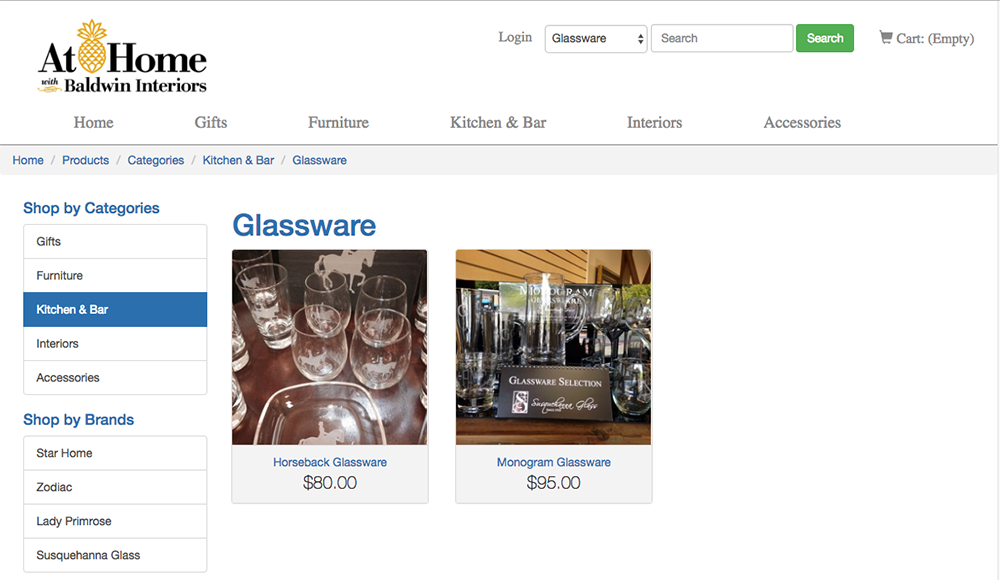 At Home
with Baldwin Interiors
Login
Glassware
Search
Search
Cart: (Empty)
Home
Gifts
Furniture
Kitchen & Bar
Interiors
Accessories
Home / Products / Categories / Kitchen & Bar / Glassware
Shop by Categories
Gifts
Furniture
Kitchen & Bar
Interiors
Accessories
Shop by Brands
Star Home
Zodiac
Lady Primrose
Susquehanna Glass
Glassware
MONOGRAM
GLASSWARE
GLASSWARE SELECTION
Susquehanna Glass
Horseback Glassware
$80.00
Monogram Glassware
$95.00